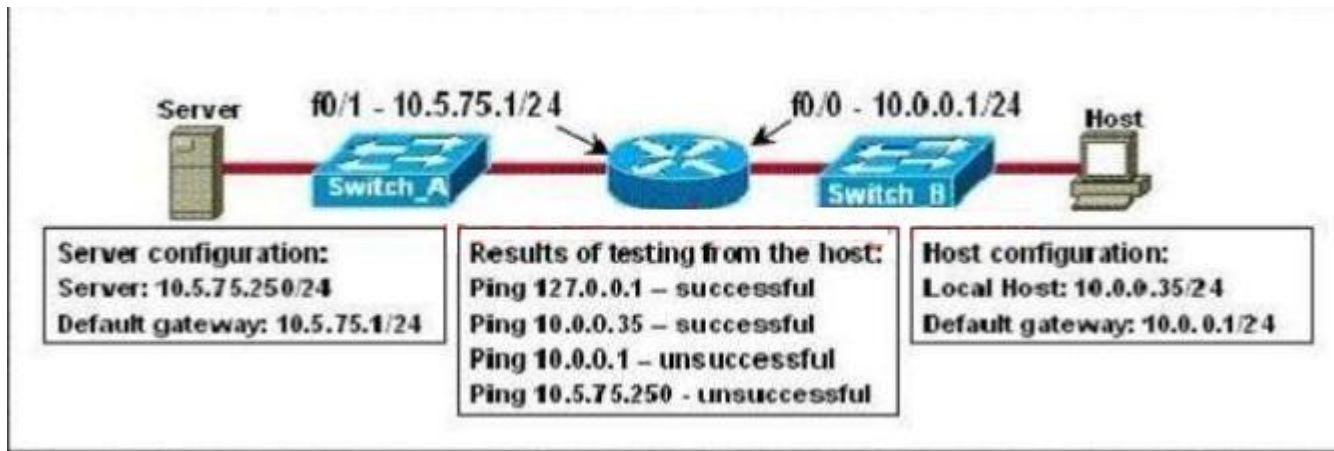 f0/1 - 10.5.75.1/24
f0/0 - 10.0.0.1/24
Server
Host
Switch_A
Switch_B
Server configuration:
Server: 10.5.75.250/24
Default gateway: 10.5.75.1/24
Results of testing from the host:
Ping 127.0.0.1 – successful
Ping 10.0.0.35 – successful
Ping 10.0.0.1 – unsuccessful
Ping 10.5.75.250 - unsuccessful
Host configuration:
Local Host: 10.0.0.35/24
Default gateway: 10.0.0.1/24